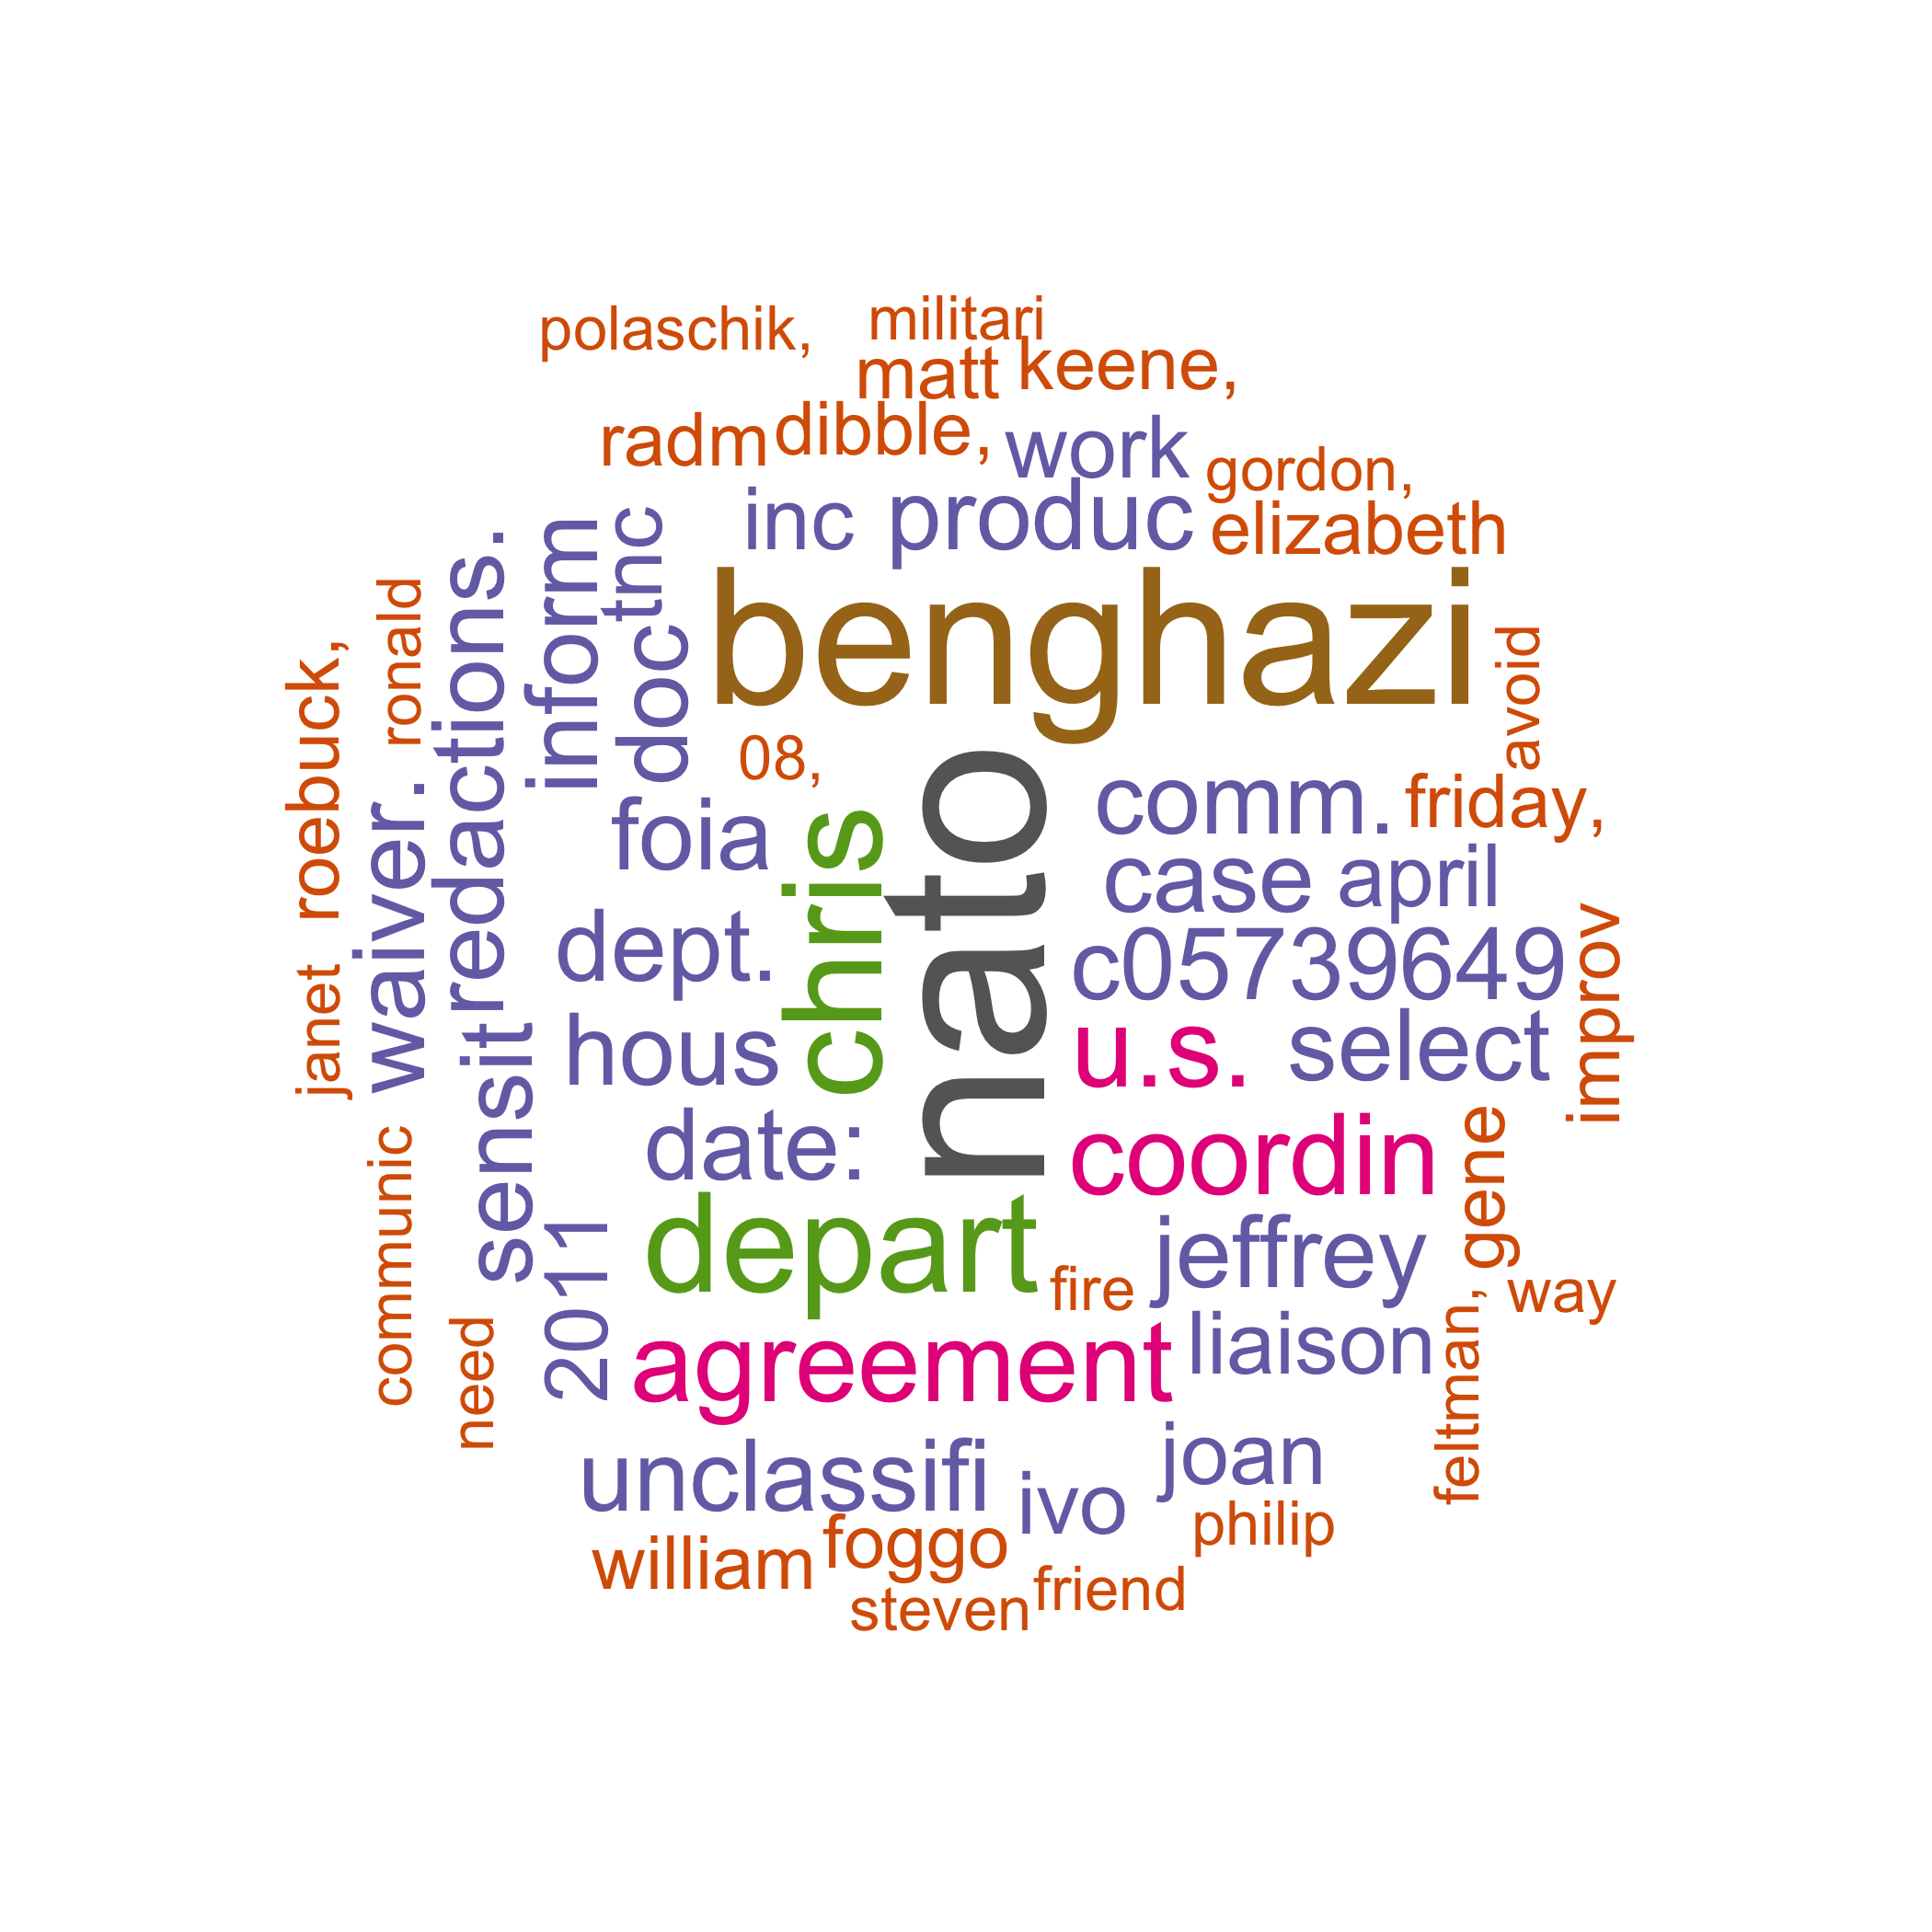 polaschik,
militari
matt
keene,
radm
dibble,
work
gordon,
inc
produc
elizabeth
redactions.
inform
tnc
doc
benghazi
ronald
roebuck,
avoid
08,
waiver.
foia
chris
nato
comm.
friday,
case
april
dept.
c05739649
improv
janet
hous
u.s.
select
sensit
date:
coordin
gene
communic
2011
depart
fire
jeffrey
way
need
agreement
liaison
feltman,
unclassifi
ivo
joan
philip
william
foggo
steven
friend